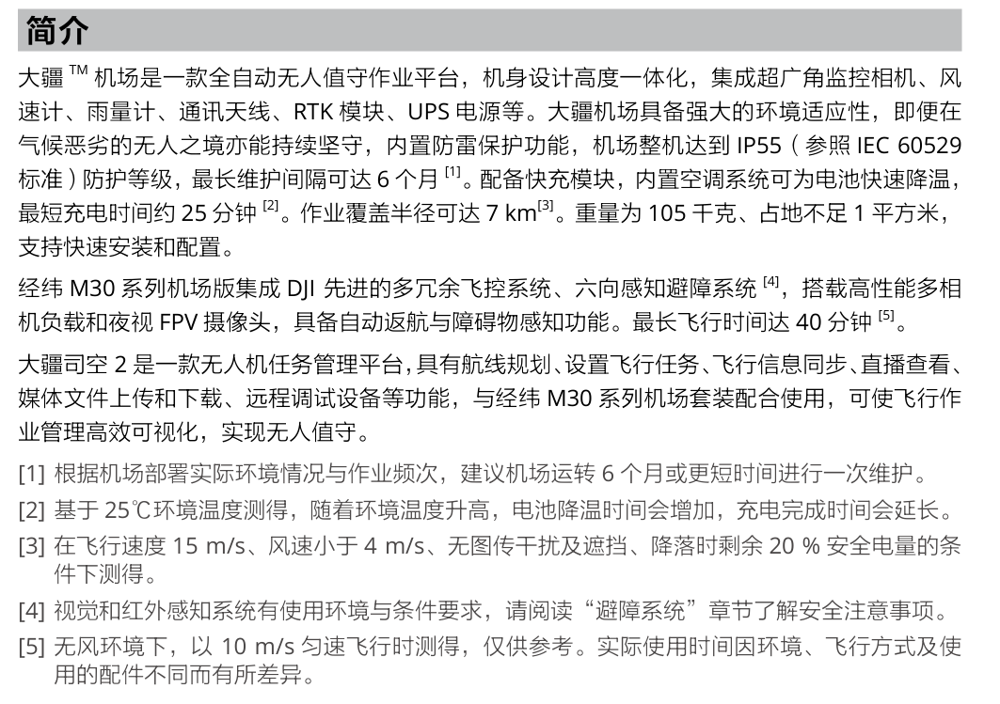 简介
大疆 TM 机场是一款全自动无人值守作业平台，机身设计高度一体化，集成超广角监控相机、风
速计、雨量计、通讯天线、RTK 模块、UPS 电源等。大疆机场具备强大的环境适应性，即便在
气候恶劣的无人之境亦能持续坚守，内置防雷保护功能，机场整机达到 IP55（参照 IEC 60529
标准）防护等级，最长维护间隔可达 6 个月 [1]。配备快充模块，内置空调系统可为电池快速降温，
最短充电时间约 25 分钟 [2]。作业覆盖半径可达 7 km[3]。重量为 105 千克、占地不足 1 平方米，
支持快速安装和配置。
经纬 M30 系列机场版集成 DJI 先进的多冗余飞控系统、六向感知避障系统 [4]，搭载高性能多相
机负载和夜视 FPV 摄像头，具备自动返航与障碍物感知功能。最长飞行时间达 40 分钟 [5]。
大疆司空 2 是一款无人机任务管理平台，具有航线规划、设置飞行任务、飞行信息同步、直播查看、
媒体文件上传和下载、远程调试设备等功能，与经纬 M30 系列机场套装配合使用，可使飞行作
业管理高效可视化，实现无人值守。
[1] 根据机场部署实际环境情况与作业频次，建议机场运转 6 个月或更短时间进行一次维护。
[2] 基于 25℃环境温度测得，随着环境温度升高，电池降温时间会增加，充电完成时间会延长。
[3] 在飞行速度 15 m/s、风速小于 4 m/s、无图传干扰及遮挡、降落时剩余 20 % 安全电量的条
件下测得。
[4] 视觉和红外感知系统有使用环境与条件要求，请阅读“避障系统”章节了解安全注意事项。
[5] 无风环境下，以 10 m/s 匀速飞行时测得，仅供参考。实际使用时间因环境、飞行方式及使
用的配件不同而有所差异。